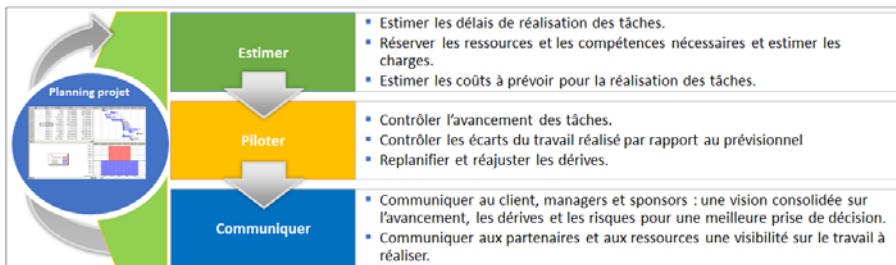 Planning projet
Estimer
▪ Estimer les délais de réalisation des tâches.
▪ Réserver les ressources et les compétences nécessaires et estimer les
charges.
▪ Estimer les coûts à prévoir pour la réalisation des tâches.
Piloter
▪ Contrôler l'avancement des tâches.
▪ Contrôler les écarts du travail réalisé par rapport au prévisionnel
▪ Replanifier et réajuster les dérives.
Communiquer
▪ Communiquer au client, managers et sponsors : une vision consolidée sur
l'avancement, les dérives et les risques pour une meilleure prise de décision.
▪ Communiquer aux partenaires et aux ressources une visibilité sur le travail à
réaliser.